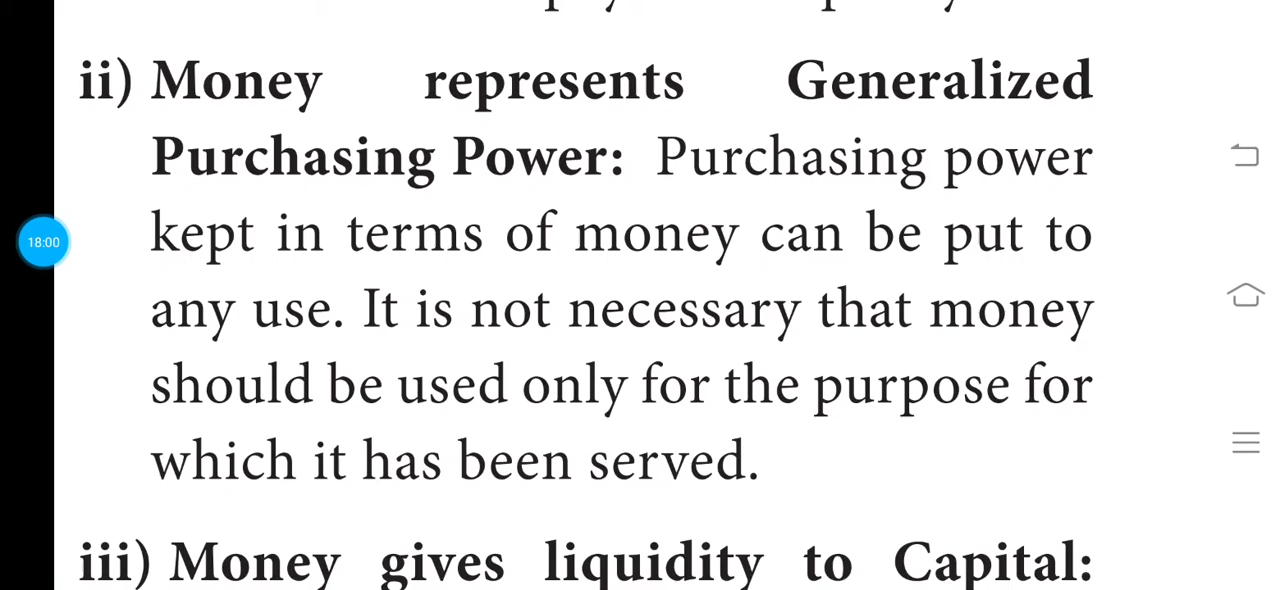 ii) Money represents Generalized
Purchasing Power: Purchasing power
kept in terms of money can be put to
18:00
any use. It is not necessary that money
should be used only for the purpose for
which it has been served.
iii) Money gives liquidity to Capital: